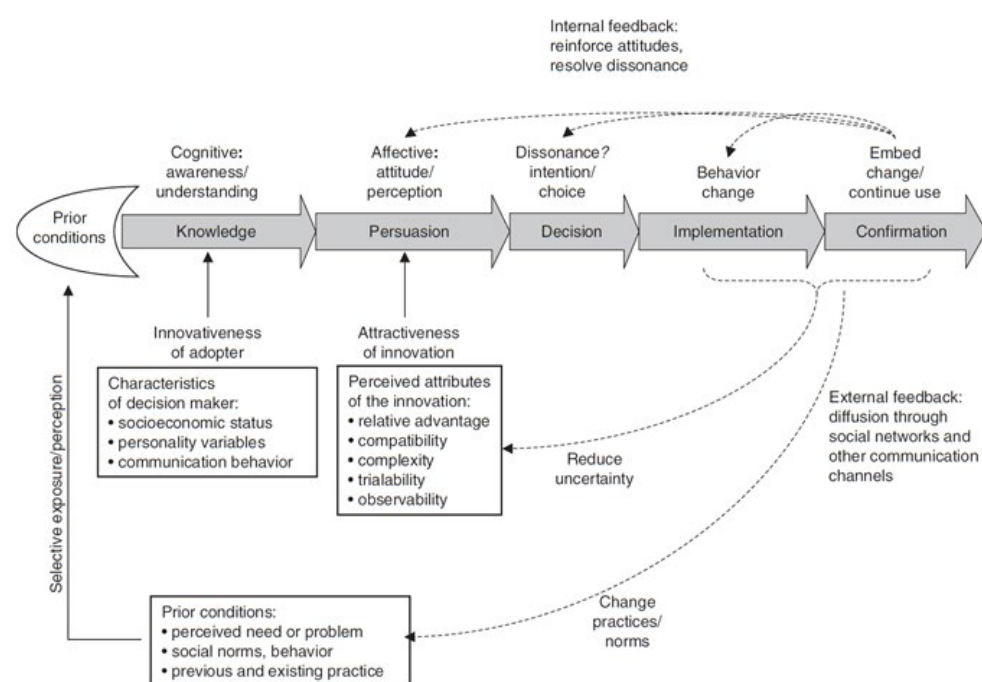 Internal feedback:
reinforce attitudes,
resolve dissonance
Cognitive:
awareness/
understanding
Affective:
attitude/
perception
Dissonance?
intention/
choice
Behavior
change
Embed
change/
continue use
Prior
conditions
Knowledge
Persuasion
Decision
Implementation
Confirmation
Innovativeness
of adopter
Characteristics
of decision maker:
• socioeconomic status
• personality variables
• communication behavior
Attractiveness
of innovation
Perceived attributes
of the innovation:
• relative advantage
• compatibility
• complexity
• trialability
• observability
Reduce
uncertainty
External feedback:
diffusion through
social networks and
other communication
channels
Selective exposure/perception
Prior conditions:
• perceived need or problem
• social norms, behavior
• previous and existing practice
Change
practices/
norms